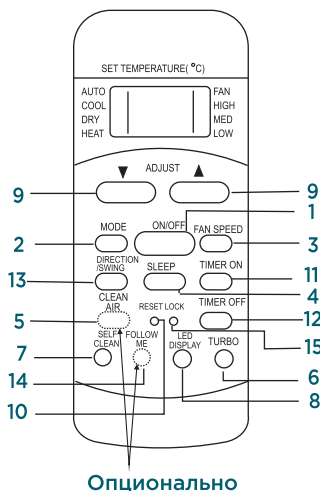 SET TEMPERATURE(°C)
AUTO FAN
COOL HIGH
DRY MED
HEAT LOW
▼ ADJUST ▲
9 9
1
MODE ON/OFF FAN SPEED
2 3
DIRECTION
/SWING SLEEP TIMER ON
13 11
4
CLEAN
AIR RESET LOCK TIMER OFF
5 12
SELF
CLEAN FOLLOW
ME LED
DISPLAY TURBO
15
7
14 6
10 8
Опционально